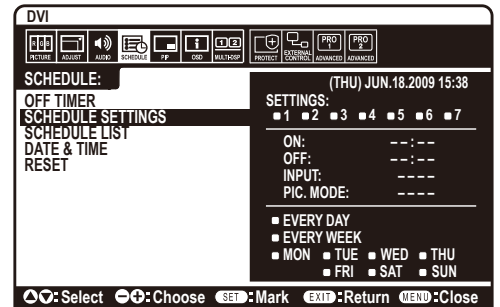 DVI
RGB
PICTURE ADJUST AUDIO SCHEDULE PIP OSD MULTI-DSP PROTECT EXTERNAL CONTROL PRO 1 ADVANCED PRO 2 ADVANCED
SCHEDULE:
OFF TIMER
SCHEDULE SETTINGS
SCHEDULE LIST
DATE & TIME
RESET
(THU) JUN.18.2009 15:38
SETTINGS:
1 2 3 4 5 6 7
ON: --:--
OFF: --:--
INPUT: ----
PIC. MODE: ----
EVERY DAY
EVERY WEEK
MON TUE WED THU
FRI SAT SUN
:Select :Choose SET:Mark EXIT:Return MENU:Close